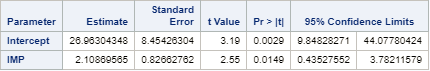 Parameter Estimate Standard Error t Value Pr > |t| 95% Confidence Limits
Intercept 26.96304348 8.45426304 3.19 0.0029 9.84828271 44.07780424
IMP 2.10869565 0.82662762 2.55 0.0149 0.43527552 3.78211579